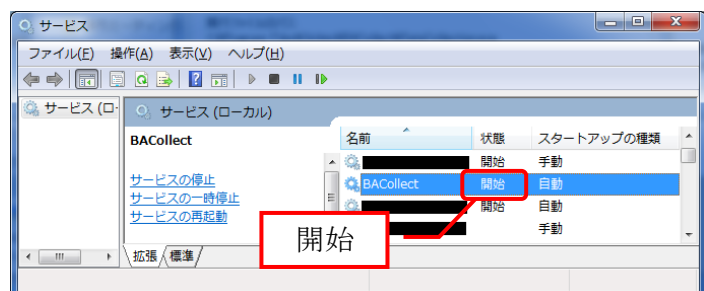 サービス
ファイル(F) 操作(A) 表示(V) ヘルプ(H)
サービス (ロ
サービス (ローカル)
BACollect
サービスの停止
サービスの一時停止
サービスの再起動
名前 状態 スタートアップの種類
開始 手動
BACollect 開始 自動
開始 自動
手動
開始
拡張 標準